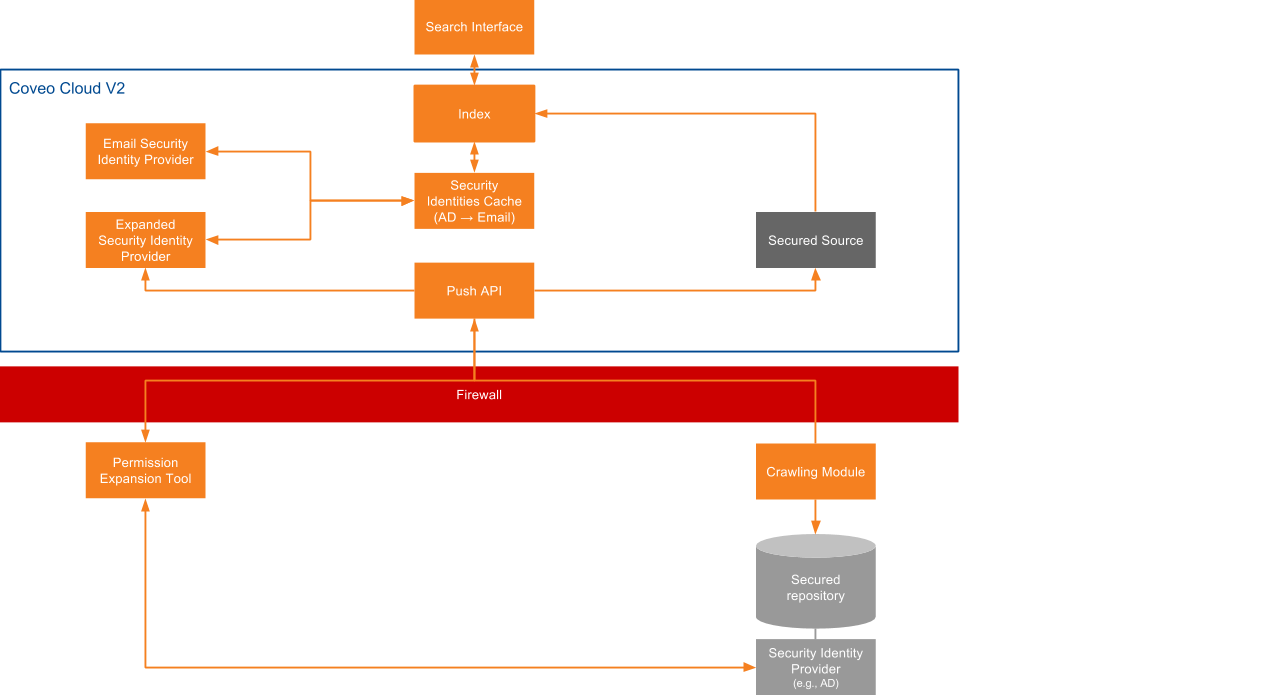 Search Interface
Coveo Cloud V2
Index
Email Security
Identity Provider
Security
Identities Cache
(AD → Email)
Expanded
Security Identity
Provider
Secured Source
Push API
Firewall
Permission
Expansion Tool
Crawling Module
Secured
repository
Security Identity
Provider
(e.g., AD)